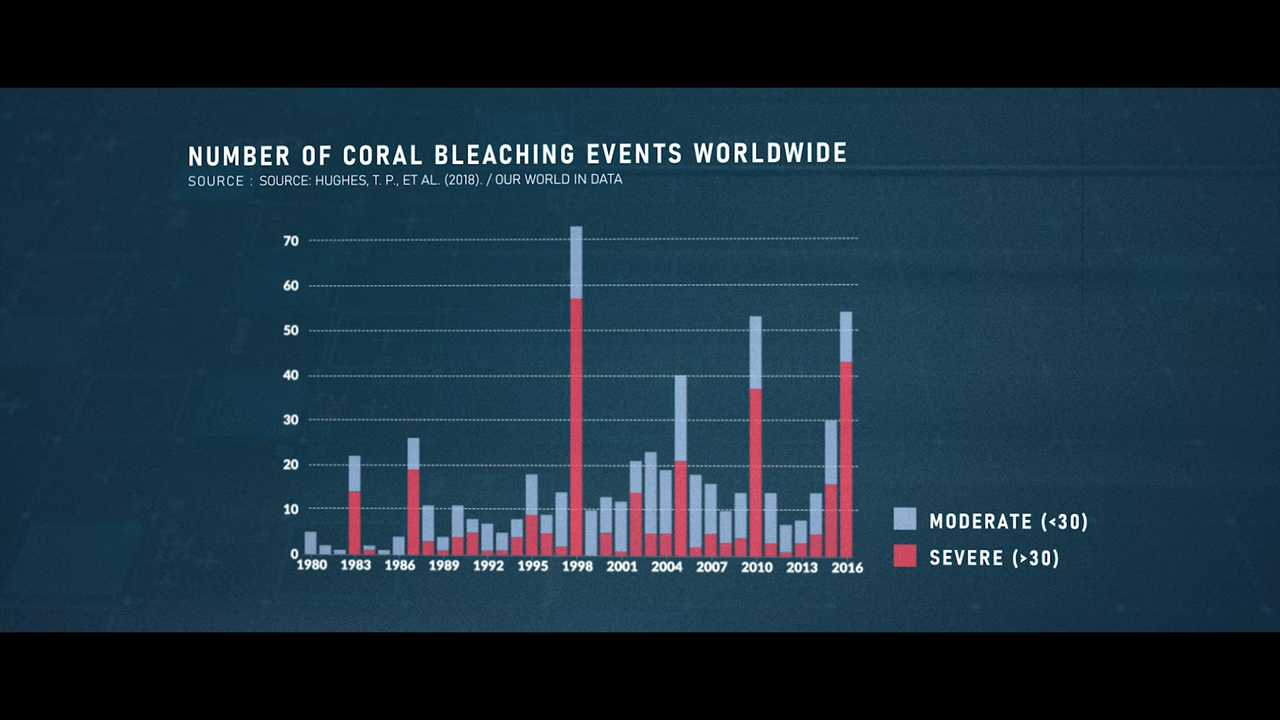 NUMBER OF CORAL BLEACHING EVENTS WORLDWIDE
SOURCE : SOURCE: HUGHES, T. P., ET AL. (2018). / OUR WORLD IN DATA
70
60
50
40
30
20
10
0
1980 1983 1986 1989 1992 1995 1998 2001 2004 2007 2010 2013 2016
MODERATE (<30)
SEVERE (>30)